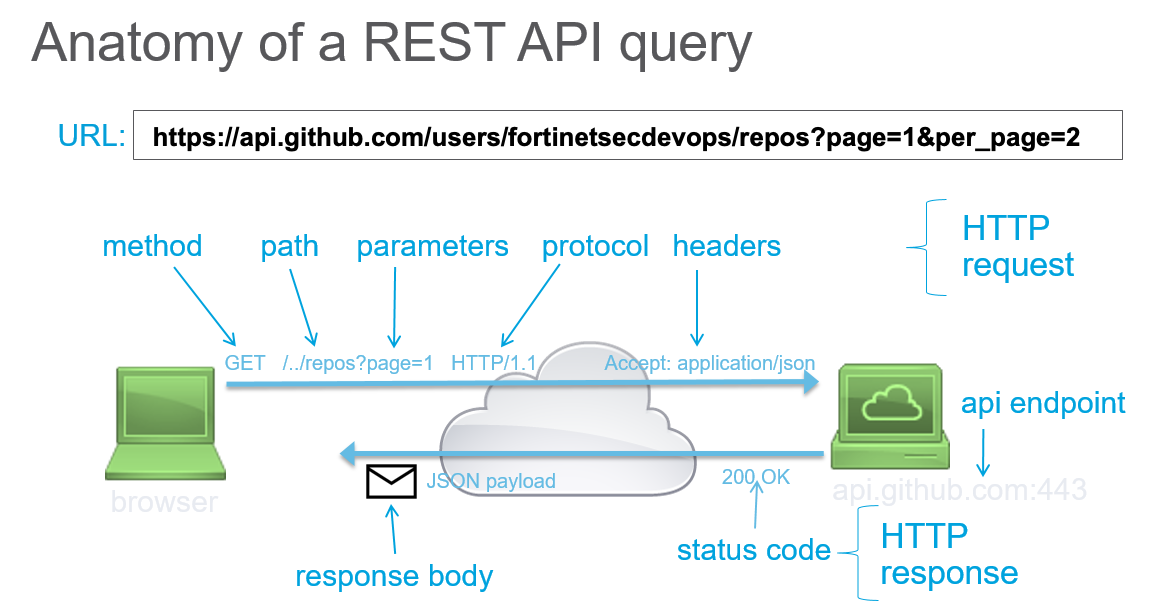 Anatomy of a REST API query
URL: https://api.github.com/users/fortinetsecdevops/repos?page=1&per_page=2
method path parameters protocol headers
HTTP
request
GET /../repos?page=1 HTTP/1.1 Accept: application/json
api endpoint
JSON payload 200 OK
browser api.github.com:443
status code
HTTP
response
response body